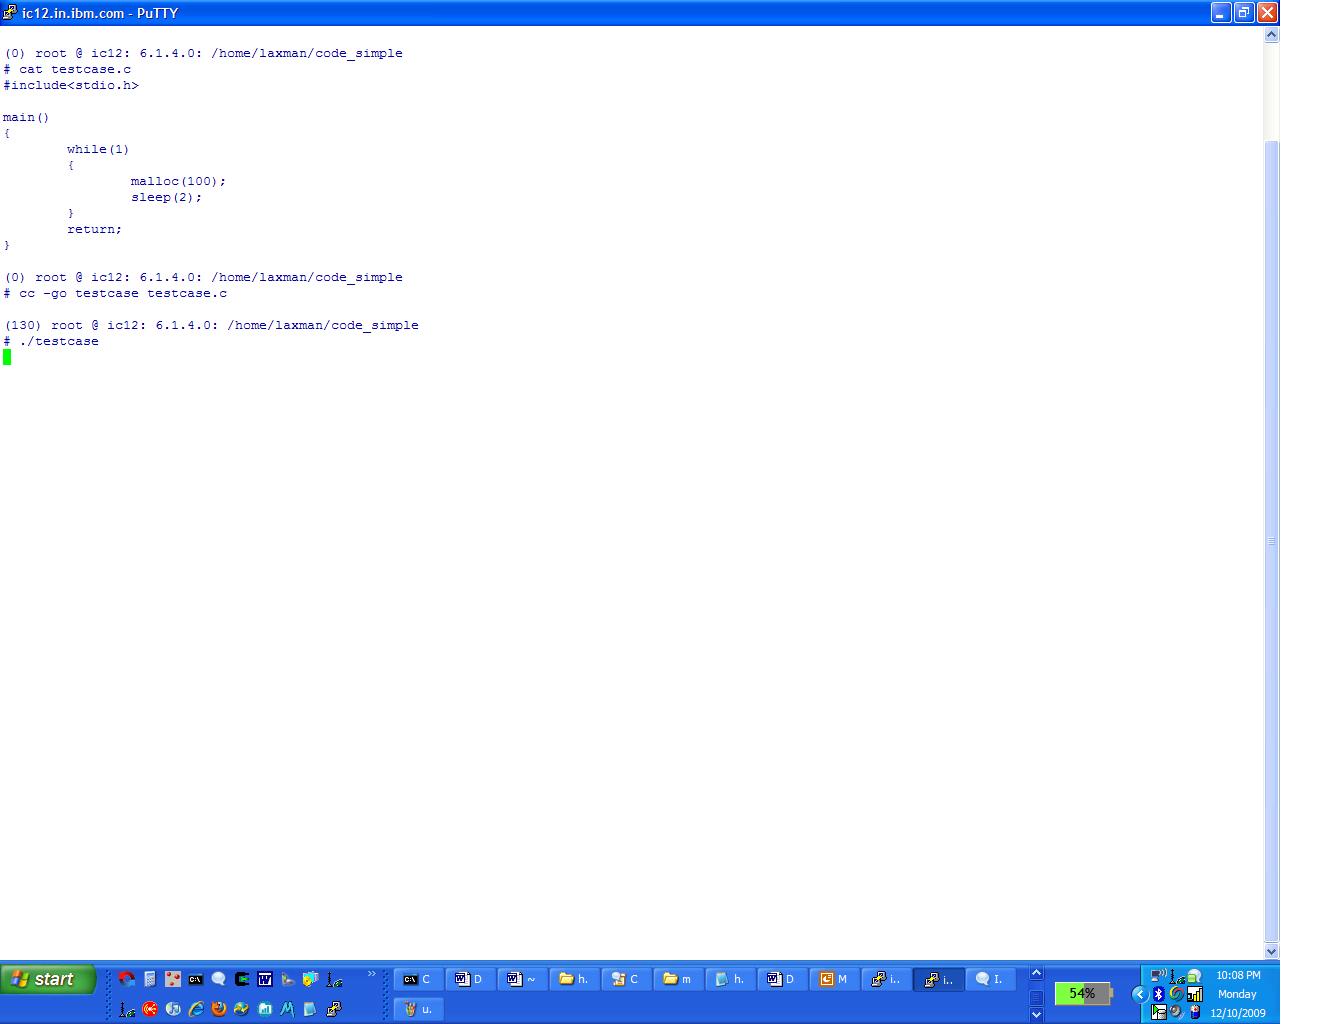 ic12.in.ibm.com - PuTTY
(0) root @ ic12: 6.1.4.0: /home/laxman/code_simple
# cat testcase.c
#include<stdio.h>
main()
{
while(1)
{
malloc(100);
sleep(2);
}
return;
}
(0) root @ ic12: 6.1.4.0: /home/laxman/code_simple
# cc -go testcase testcase.c
(130) root @ ic12: 6.1.4.0: /home/laxman/code_simple
# ./testcase
start
C
D
~
h.
C
m
h.
D
M
i..
i...
I.
u.
54%
10:08 PM
Monday
12/10/2009